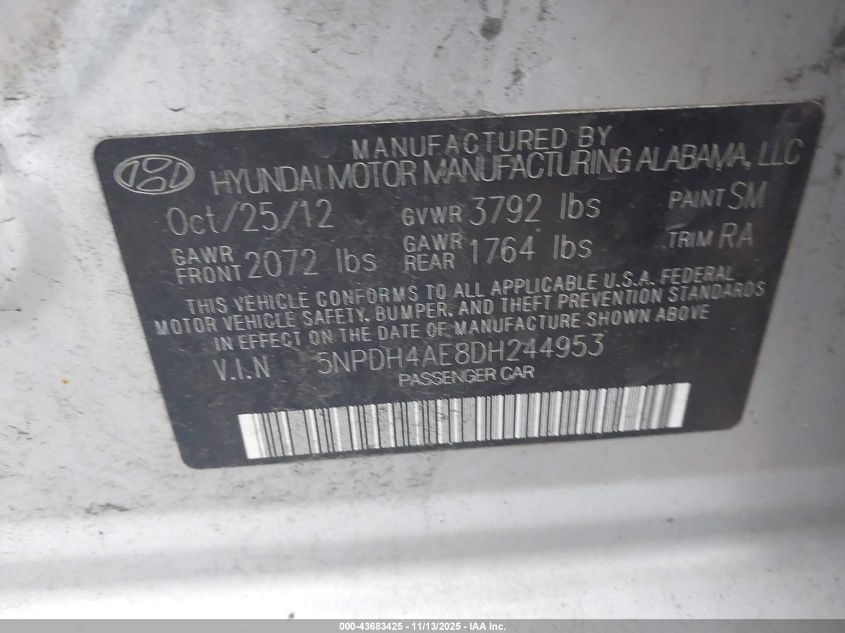 MANUFACTURED BY
HYUNDAI MOTOR MANUFACTURING ALABAMA, LLC
Oct/25/12 GVWR 3792 lbs PAINT SM
GAWR FRONT 2072 lbs GAWR REAR 1764 lbs TRIM RA
THIS VEHICLE CONFORMS TO ALL APPLICABLE U.S.A. FEDERAL
MOTOR VEHICLE SAFETY, BUMPER, AND THEFT PREVENTION STANDARDS
IN EFFECT ON THE DATE OF MANUFACTURE SHOWN ABOVE
V.I.N 5NPDH4AE8DH244953
PASSENGER CAR
000-43683425 - 11/13/2025 - IAA Inc.